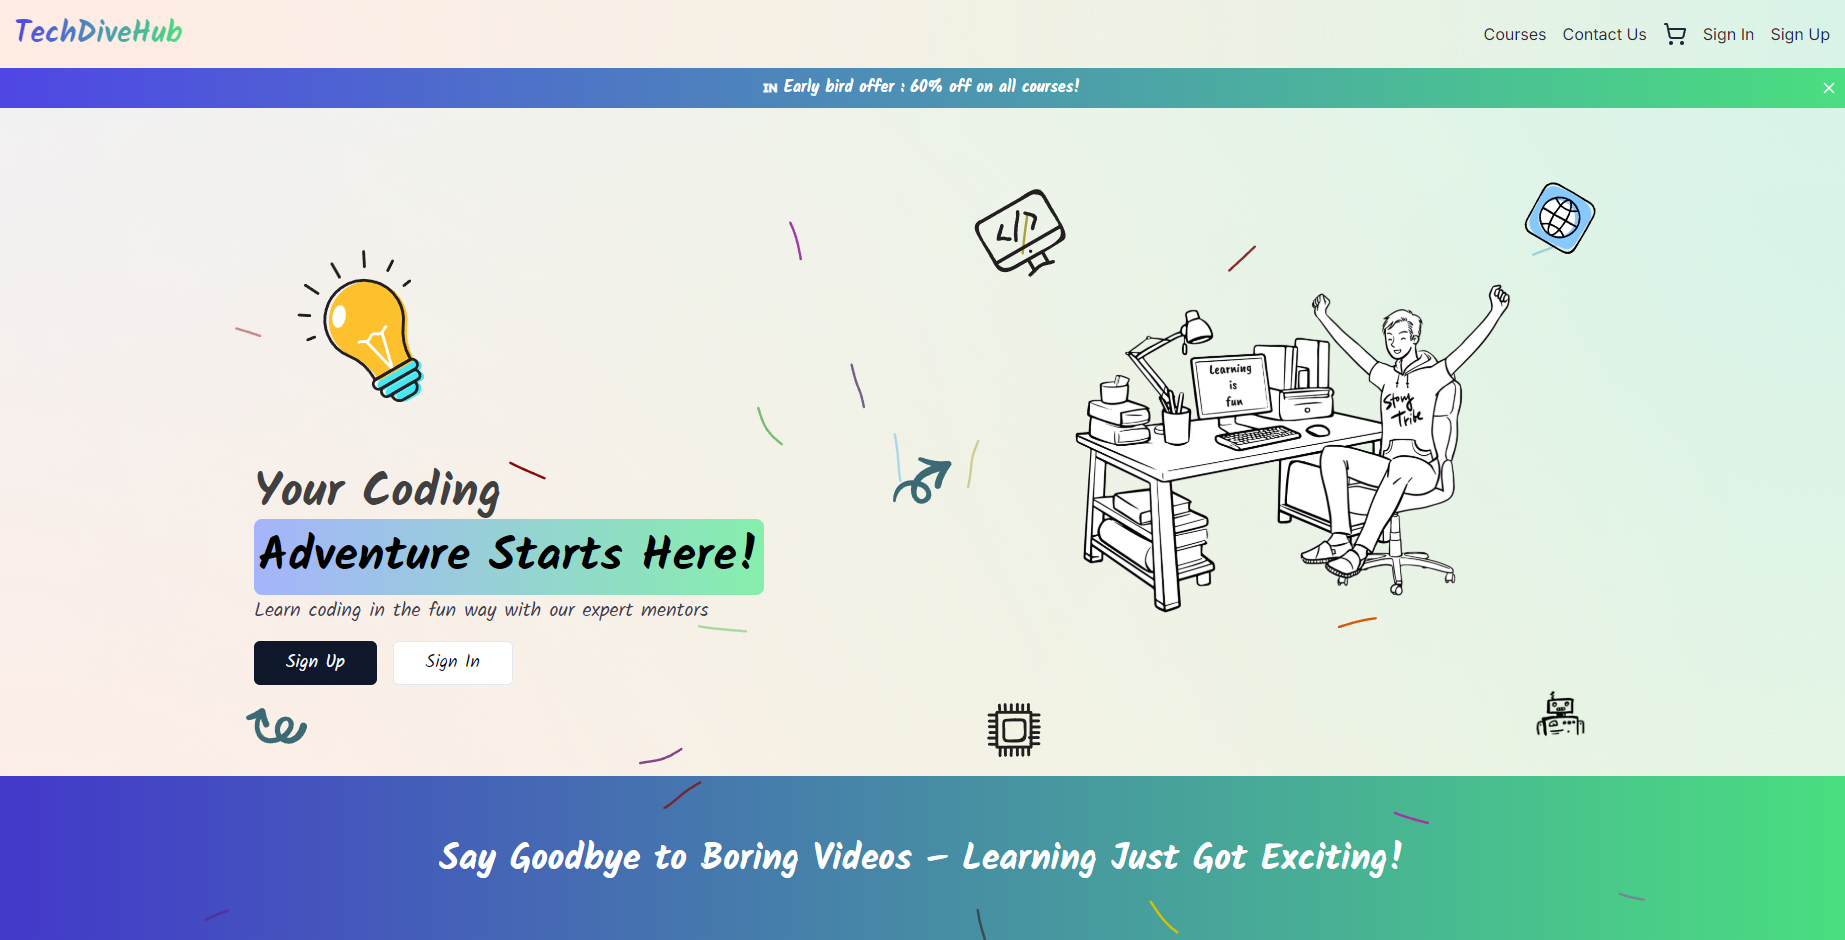 TechDiveHub
Courses Contact Us Sign In Sign Up
IN Early bird offer : 60% off on all courses!
Learning
is
fun
Story
Tribe
Your Coding
Adventure Starts Here!
Learn coding in the fun way with our expert mentors
Sign Up Sign In
Say Goodbye to Boring Videos – Learning Just Got Exciting!